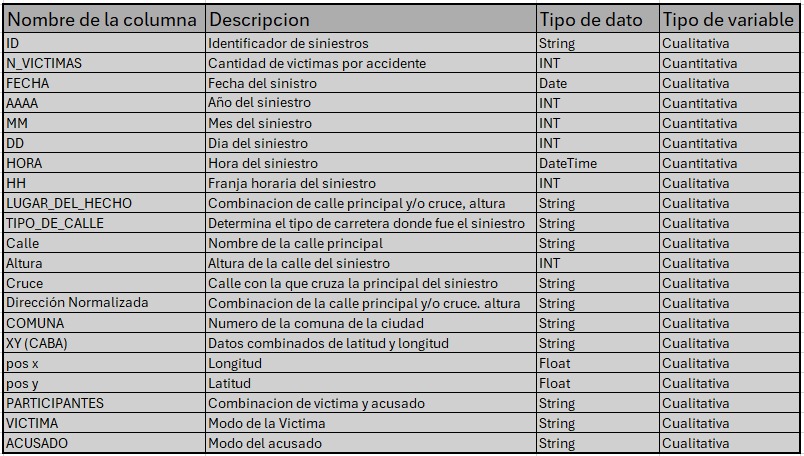 Nombre de la columna Descripcion Tipo de dato Tipo de variable
ID Identificador de siniestros String Cualitativa
N_VICTIMAS Cantidad de victimas por accidente INT Cuantitativa
FECHA Fecha del sinistro Date Cualitativa
AAAA Año del siniestro INT Cuantitativa
MM Mes del siniestro INT Cuantitativa
DD Dia del siniestro INT Cuantitativa
HORA Hora del siniestro DateTime Cuantitativa
HH Franja horaria del siniestro INT Cualitativa
LUGAR_DEL_HECHO Combinacion de calle principal y/o cruce, altura String Cualitativa
TIPO_DE_CALLE Determina el tipo de carretera donde fue el siniestro String Cualitativa
Calle Nombre de la calle principal String Cualitativa
Altura Altura de la calle del siniestro INT Cualitativa
Cruce Calle con la que cruza la principal del siniestro String Cualitativa
Dirección Normalizada Combinacion de la calle principal y/o cruce. altura String Cualitativa
COMUNA Numero de la comuna de la ciudad String Cualitativa
XY (CABA) Datos combinados de latitud y longitud String Cualitativa
pos x Longitud Float Cualitativa
pos y Latitud Float Cualitativa
PARTICIPANTES Combinacion de victima y acusado String Cualitativa
VICTIMA Modo de la Victima String Cualitativa
ACUSADO Modo del acusado String Cualitativa